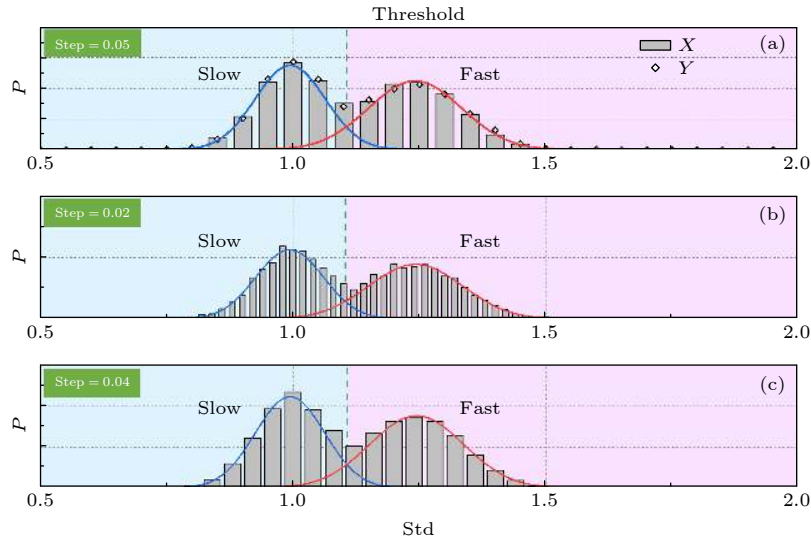 Threshold
Step = 0.05
(a)
X
Slow
Fast
Y
P
0.5 1.0 1.5 2.0
Step = 0.02
(b)
Slow
Fast
P
0.5 1.0 1.5 2.0
Step = 0.04
(c)
Slow
Fast
P
0.5 1.0 1.5 2.0
Std